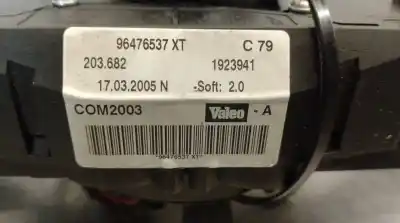 96476537 XT C 79
203.682 1923941
17.03.2005 N -Soft: 2.0
COM2003 Valeo - A
*96476537 XT*